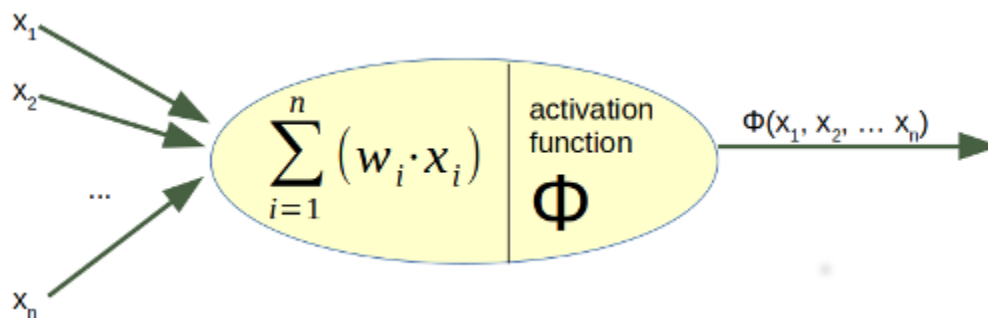 x₁
x₂
...
xₙ
n
∑ (wᵢ·xᵢ)
i=1
activation
function
Φ
Φ(x₁, x₂, ... xₙ)